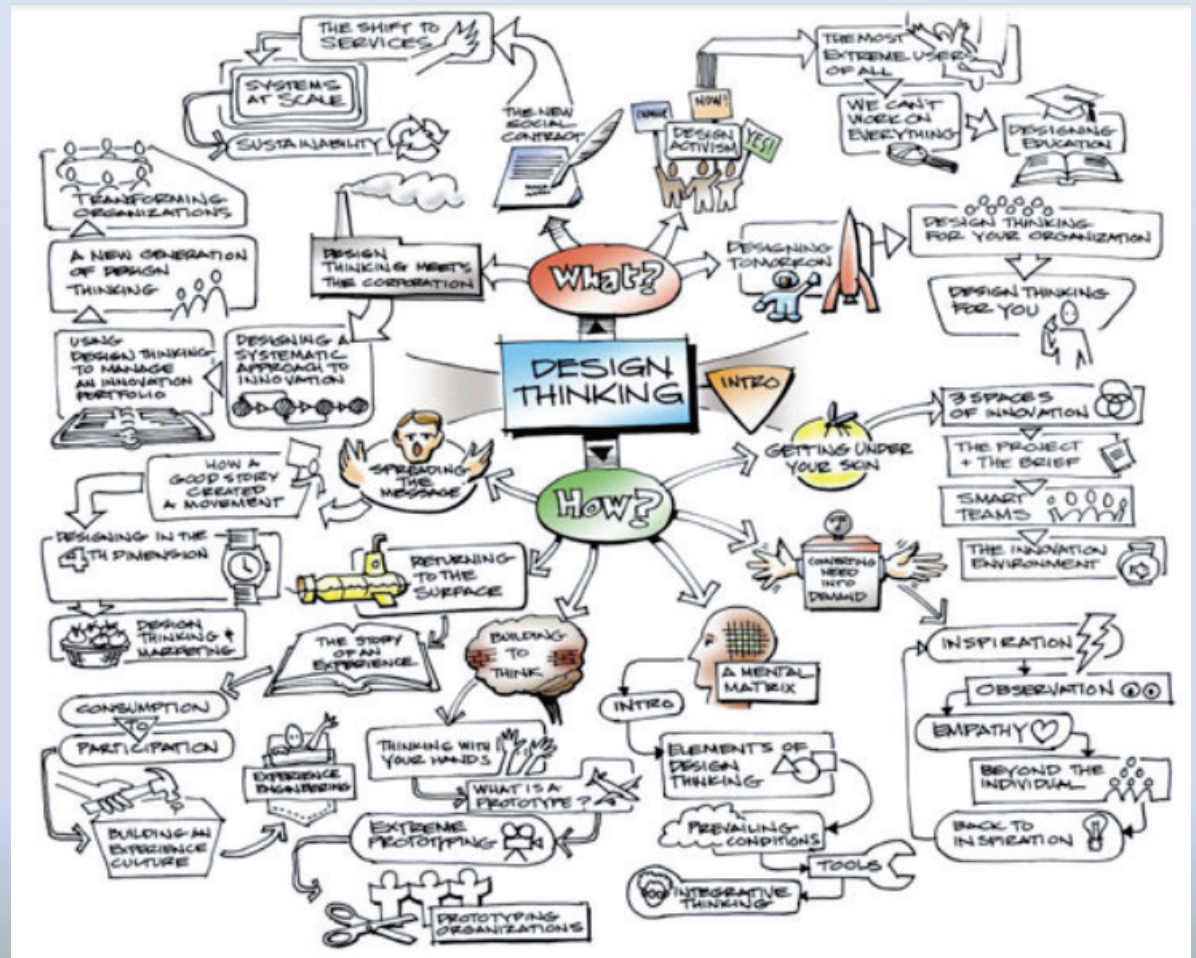 DESIGN
THINKING
INTRO
What?
THE NEW
SOCIAL
CONTRACT
THE SHIFT TO
SERVICES
SYSTEMS
AT SCALE
SUSTAINABILITY
NOW!
YES!
DESIGN
ACTIVISM
THE MOST
EXTREME USERS
OF ALL
WE CAN'T
WORK ON
EVERYTHING
DESIGNING
EDUCATION
DESIGNING
TOMORROW
DESIGN THINKING
FOR YOUR ORGANIZATION
DESIGN THINKING
FOR YOU
DESIGN
THINKING MEETS
THE CORPORATION
DESIGNING A
SYSTEMATIC
APPROACH TO
INNOVATION
USING
DESIGN THINKING
TO MANAGE
AN INNOVATION
PORTFOLIO
A NEW GENERATION
OF DESIGN
THINKING
TRANSFORMING
ORGANIZATIONS
How?
GETTING UNDER
YOUR SKIN
3 SPACES
OF INNOVATION
THE PROJECT
+ THE BRIEF
SMART
TEAMS
THE INNOVATION
ENVIRONMENT
CONVERTING
NEED
INTO
DEMAND
INSPIRATION
OBSERVATION
EMPATHY
BEYOND THE
INDIVIDUAL
BACK TO
INSPIRATION
A MENTAL
MATRIX
INTRO
ELEMENTS OF
DESIGN
THINKING
PREVAILING
CONDITIONS
TOOLS
INTEGRATIVE
THINKING
BUILDING
TO
THINK
THINKING WITH
YOUR HANDS
WHAT IS A
PROTOTYPE?
EXTREME
PROTOTYPING
PROTOTYPING
ORGANIZATIONS
RETURNING
TO THE
SURFACE
THE STORY
OF AN
EXPERIENCE
CONSUMPTION
TO
PARTICIPATION
BUILDING AN
EXPERIENCE
CULTURE
EXPERIENCE
ENGINEERING
SPREADING
THE
MESSAGE
HOW A
GOOD STORY
CREATED
A MOVEMENT
DESIGNING IN THE
4TH DIMENSION
DESIGN
THINKING +
MARKETING